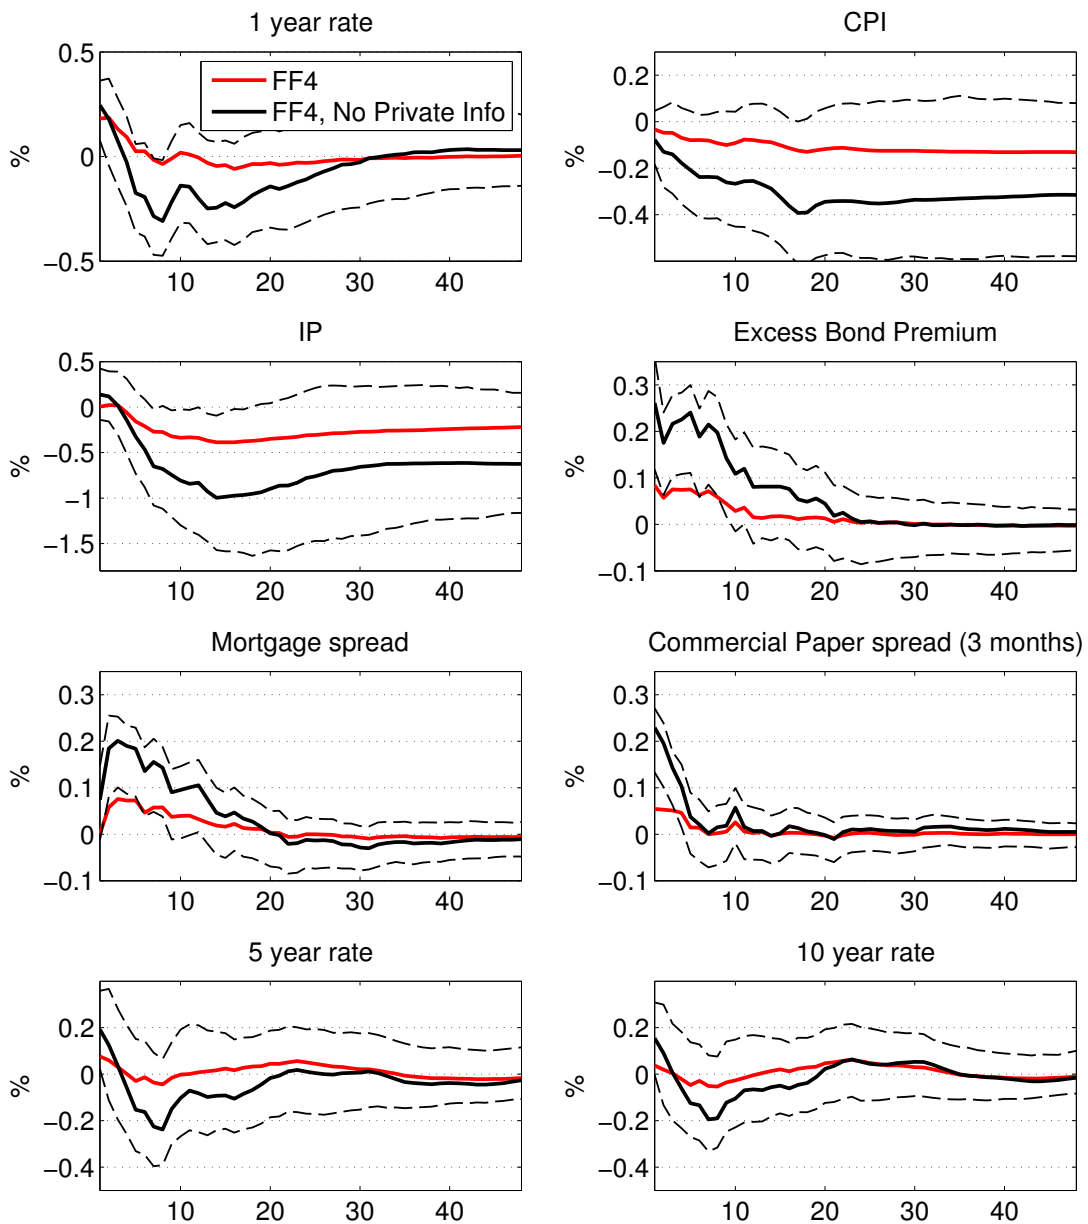 1 year rate
0.5
0
−0.5
%
FF4
FF4, No Private Info
10 20 30 40
CPI
0.2
0
−0.2
−0.4
%
10 20 30 40
IP
0.5
0
−0.5
−1
−1.5
%
10 20 30 40
Excess Bond Premium
0.3
0.2
0.1
0
−0.1
%
10 20 30 40
Mortgage spread
0.3
0.2
0.1
0
−0.1
%
10 20 30 40
Commercial Paper spread (3 months)
0.3
0.2
0.1
0
−0.1
%
10 20 30 40
5 year rate
0.2
0
−0.2
−0.4
%
10 20 30 40
10 year rate
0.2
0
−0.2
−0.4
%
10 20 30 40